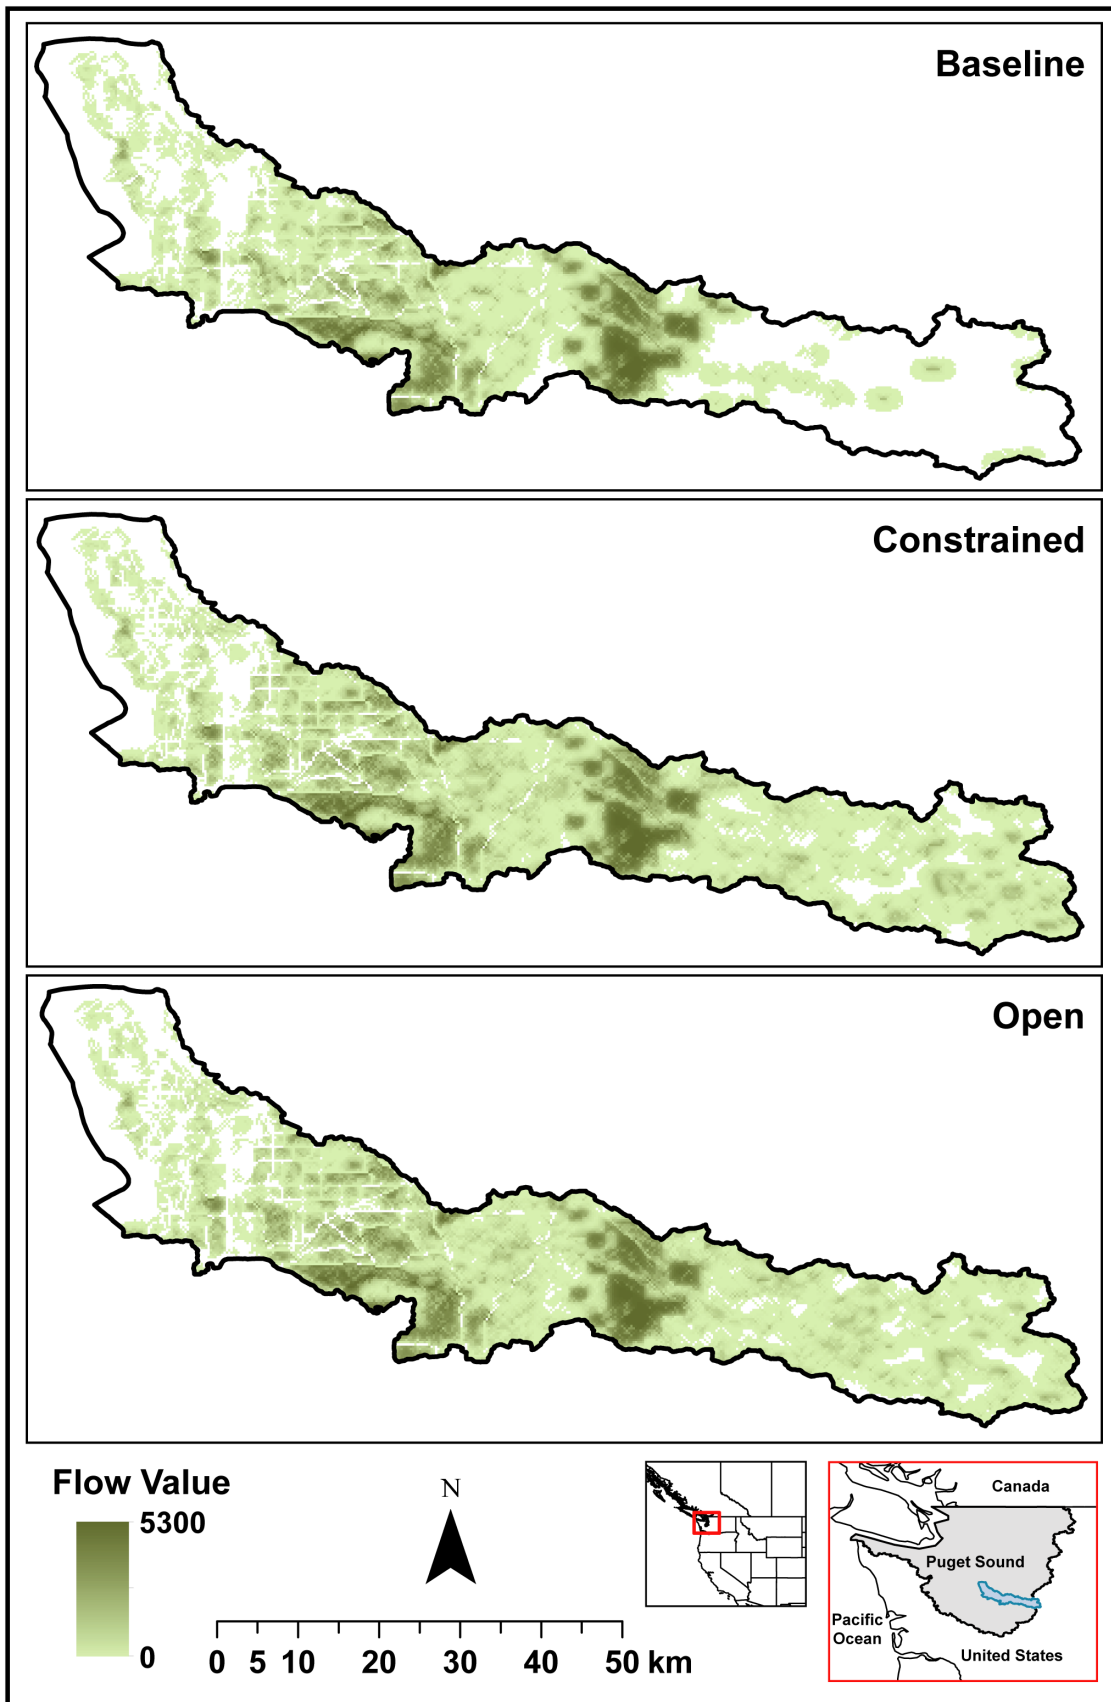 Baseline
Constrained
Open
Flow Value
5300
0
N
0 5 10 20 30 40 50 km
Canada
Puget Sound
Pacific
Ocean
United States